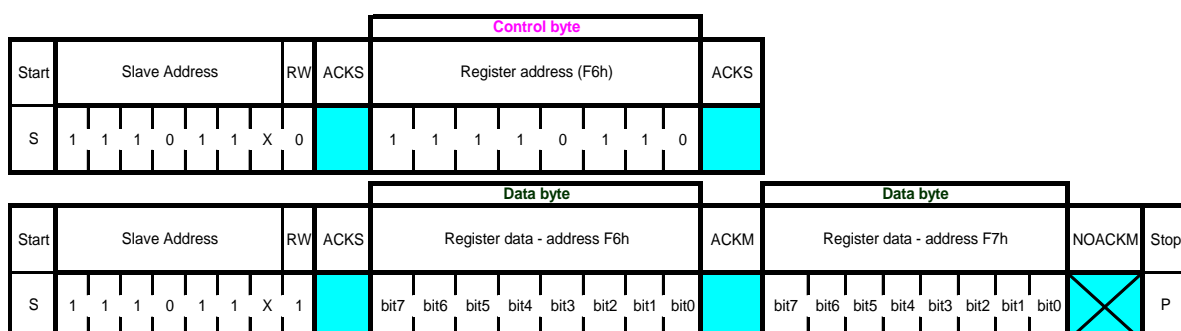 Control byte
Start Slave Address RW ACKS Register address (F6h) ACKS
S 1 1 1 0 1 1 X 0 1 1 1 1 0 1 1 0
Data byte Data byte
Start Slave Address RW ACKS Register data - address F6h ACKM Register data - address F7h NOACKM Stop
S 1 1 1 0 1 1 X 1 bit7 bit6 bit5 bit4 bit3 bit2 bit1 bit0 bit7 bit6 bit5 bit4 bit3 bit2 bit1 bit0 P